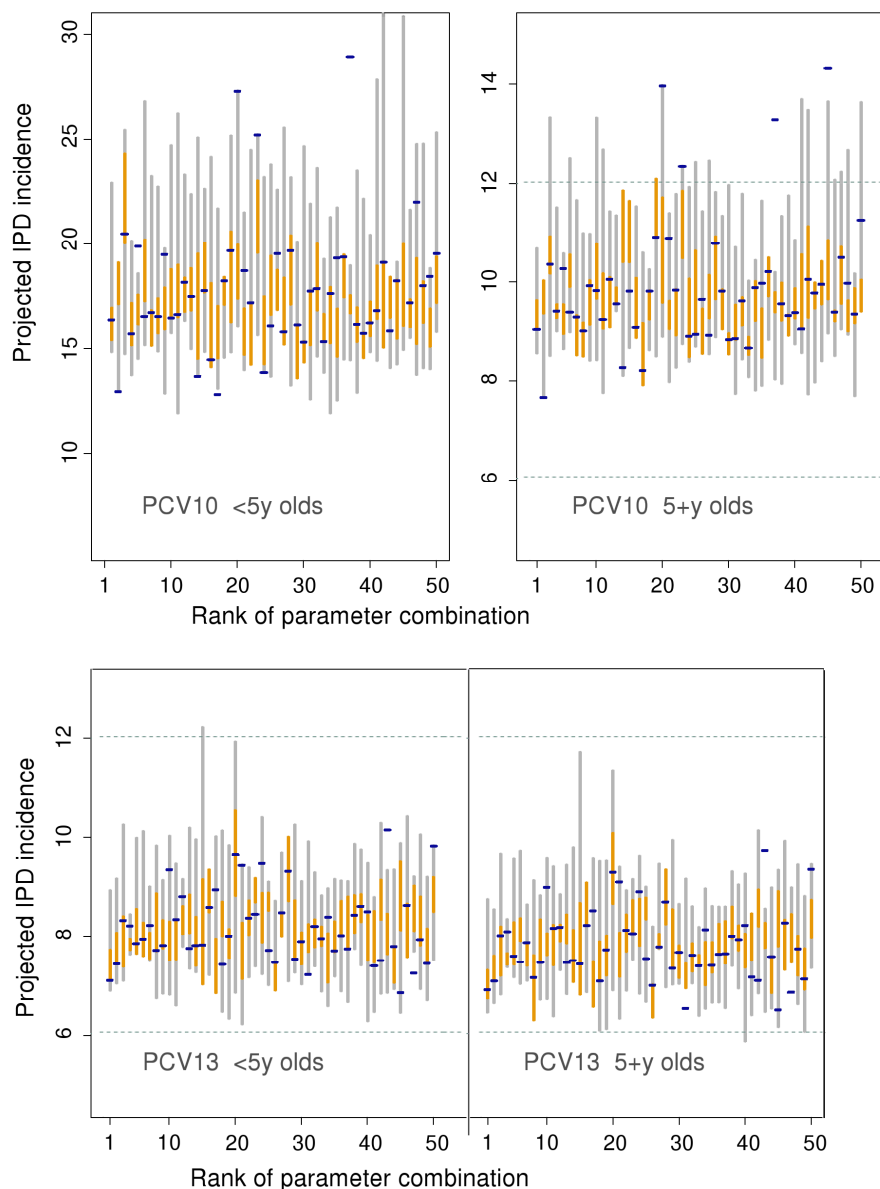 Projected IPD incidence
30
25
20
15
10
PCV10 <5y olds
1 10 20 30 40 50
14
12
10
8
6
PCV10 5+y olds
1 10 20 30 40 50
Rank of parameter combination
Projected IPD incidence
12
10
8
6
PCV13 <5y olds
PCV13 5+y olds
1 10 20 30 40 50
1 10 20 30 40 50
Rank of parameter combination